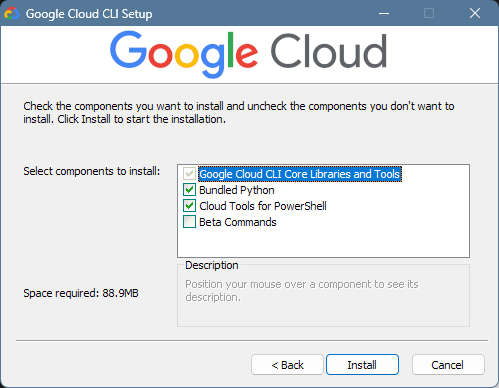 Google Cloud CLI Setup
Google Cloud
Check the components you want to install and uncheck the components you don't want to
install. Click Install to start the installation.
Select components to install:
Google Cloud CLI Core Libraries and Tools
Bundled Python
Cloud Tools for PowerShell
Beta Commands
Space required: 88.9MB
Description
Position your mouse over a component to see its
description.
< Back
Install
Cancel